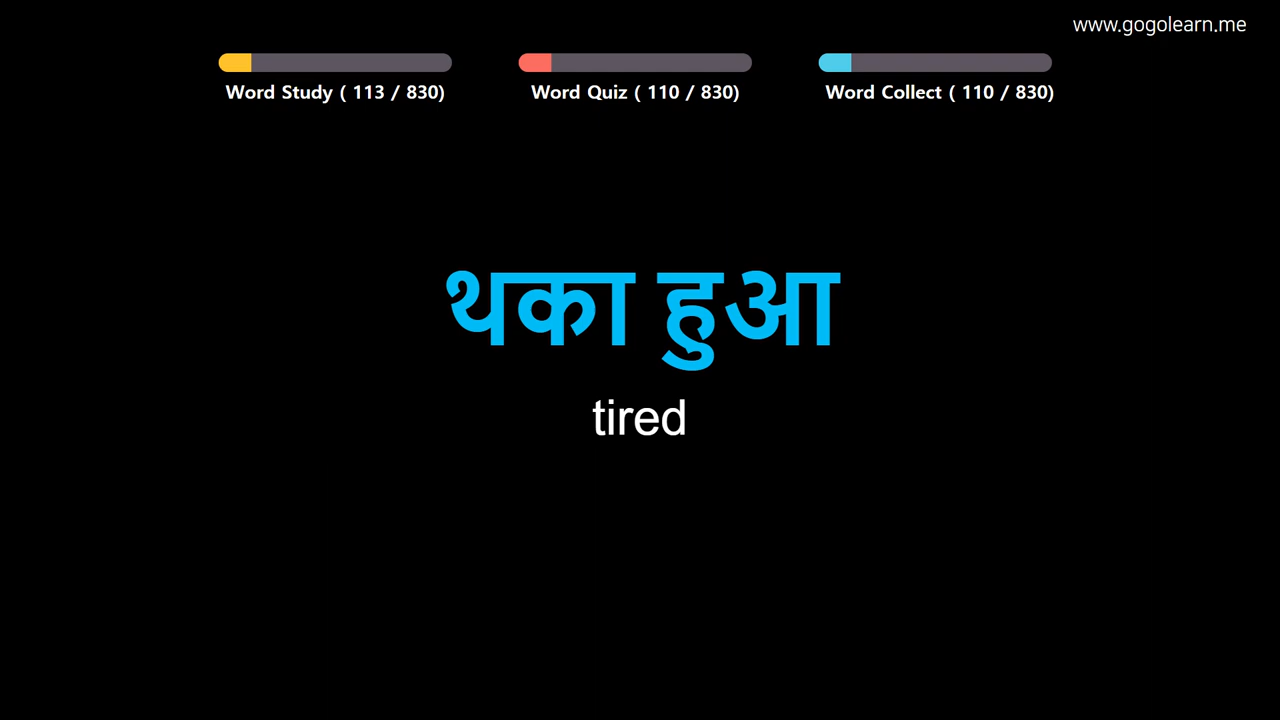 www.gogolearn.me
Word Study ( 113 / 830)
Word Quiz ( 110 / 830)
Word Collect ( 110 / 830)
थका हुआ
tired